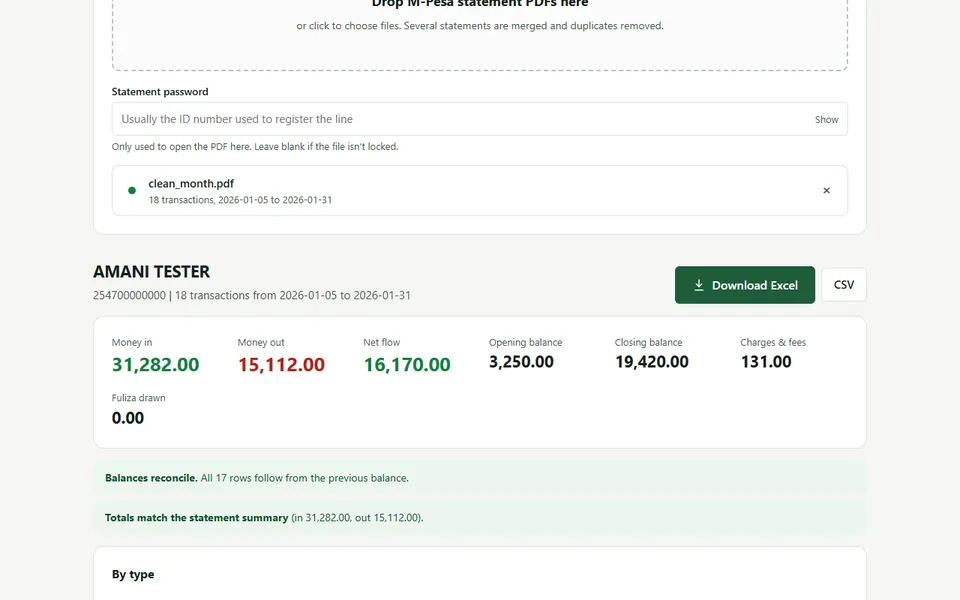 Drop M-Pesa statement PDFs here
or click to choose files. Several statements are merged and duplicates removed.
Statement password
Usually the ID number used to register the line
Show
Only used to open the PDF here. Leave blank if the file isn't locked.
clean_month.pdf
18 transactions, 2026-01-05 to 2026-01-31
×
AMANI TESTER
254700000000 | 18 transactions from 2026-01-05 to 2026-01-31
Download Excel
CSV
Money in
31,282.00
Money out
15,112.00
Net flow
16,170.00
Opening balance
3,250.00
Closing balance
19,420.00
Charges & fees
131.00
Fuliza drawn
0.00
Balances reconcile. All 17 rows follow from the previous balance.
Totals match the statement summary (in 31,282.00, out 15,112.00).
By type